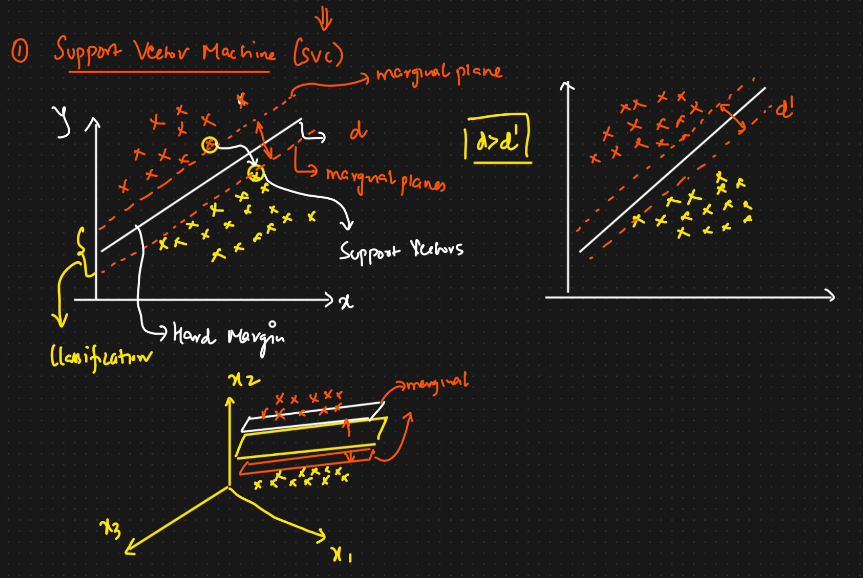 ① Support Vector Machine (SVC)
marginal plane
y
d
d>d'
d'
marginal planes
Support Vectors
x
Hard Margin
Classification
x2
marginal
x3
x1